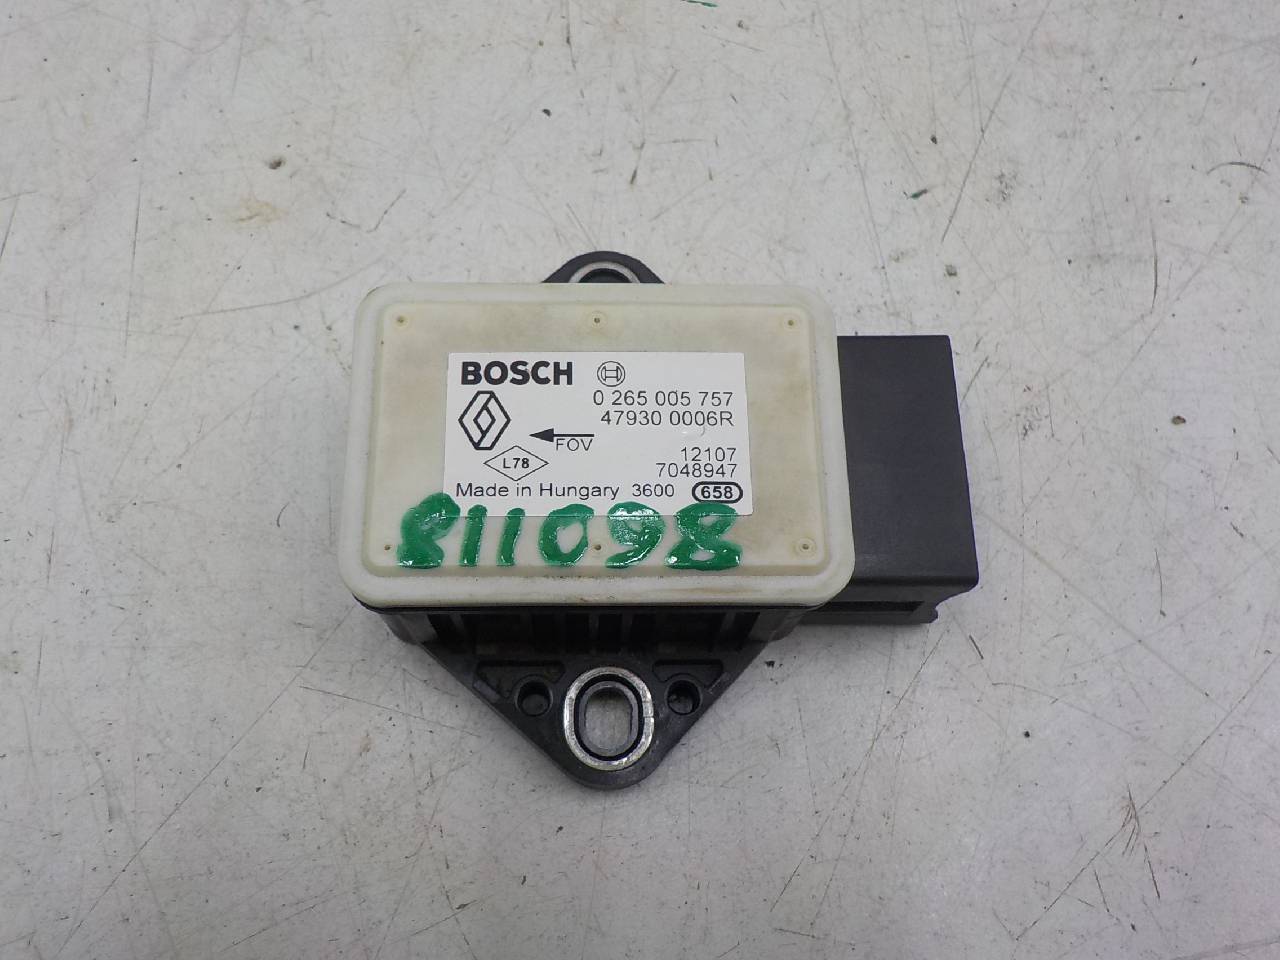 BOSCH
0 265 005 757
47930 0006R
FOV
L78
12107
7048947
Made in Hungary 3600 658
811098